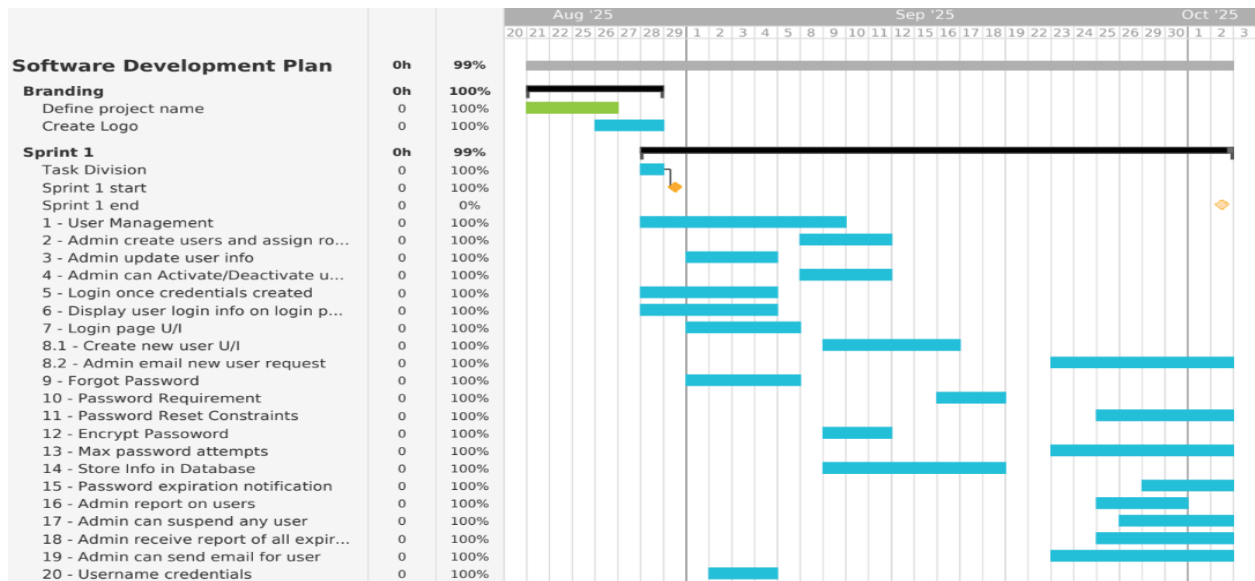 Aug '25 Sep '25 Oct '25
20 21 22 25 26 27 28 29 1 2 3 4 5 8 9 10 11 12 15 16 17 18 19 22 23 24 25 26 29 30 1 2 3
Software Development Plan 0h 99%
Branding 0h 100%
Define project name 0 100%
Create Logo 0 100%
Sprint 1 0h 99%
Task Division 0 100%
Sprint 1 start 0 100%
Sprint 1 end 0 0%
1 - User Management 0 100%
2 - Admin create users and assign ro... 0 100%
3 - Admin update user info 0 100%
4 - Admin can Activate/Deactivate u... 0 100%
5 - Login once credentials created 0 100%
6 - Display user login info on login p... 0 100%
7 - Login page U/I 0 100%
8.1 - Create new user U/I 0 100%
8.2 - Admin email new user request 0 100%
9 - Forgot Password 0 100%
10 - Password Requirement 0 100%
11 - Password Reset Constraints 0 100%
12 - Encrypt Passoword 0 100%
13 - Max password attempts 0 100%
14 - Store Info in Database 0 100%
15 - Password expiration notification 0 100%
16 - Admin report on users 0 100%
17 - Admin can suspend any user 0 100%
18 - Admin receive report of all expir... 0 100%
19 - Admin can send email for user 0 100%
20 - Username credentials 0 100%